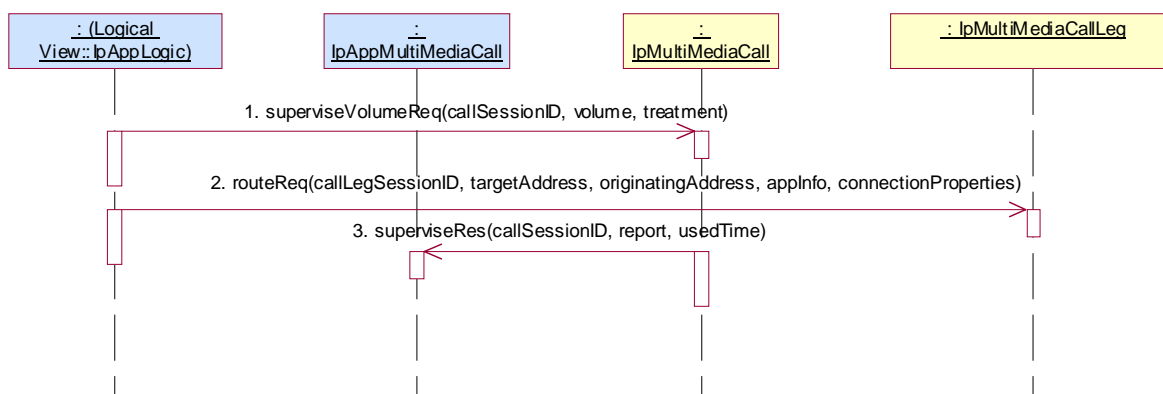 : (Logical
View::IpAppLogic)
:
IpAppMultiMediaCall
:
IpMultiMediaCall
: IpMultiMediaCallLeg
1. superviseVolumeReq(callSessionID, volume, treatment)
2. routeReq(callLegSessionID, targetAddress, originatingAddress, appInfo, connectionProperties)
3. superviseRes(callSessionID, report, usedTime)